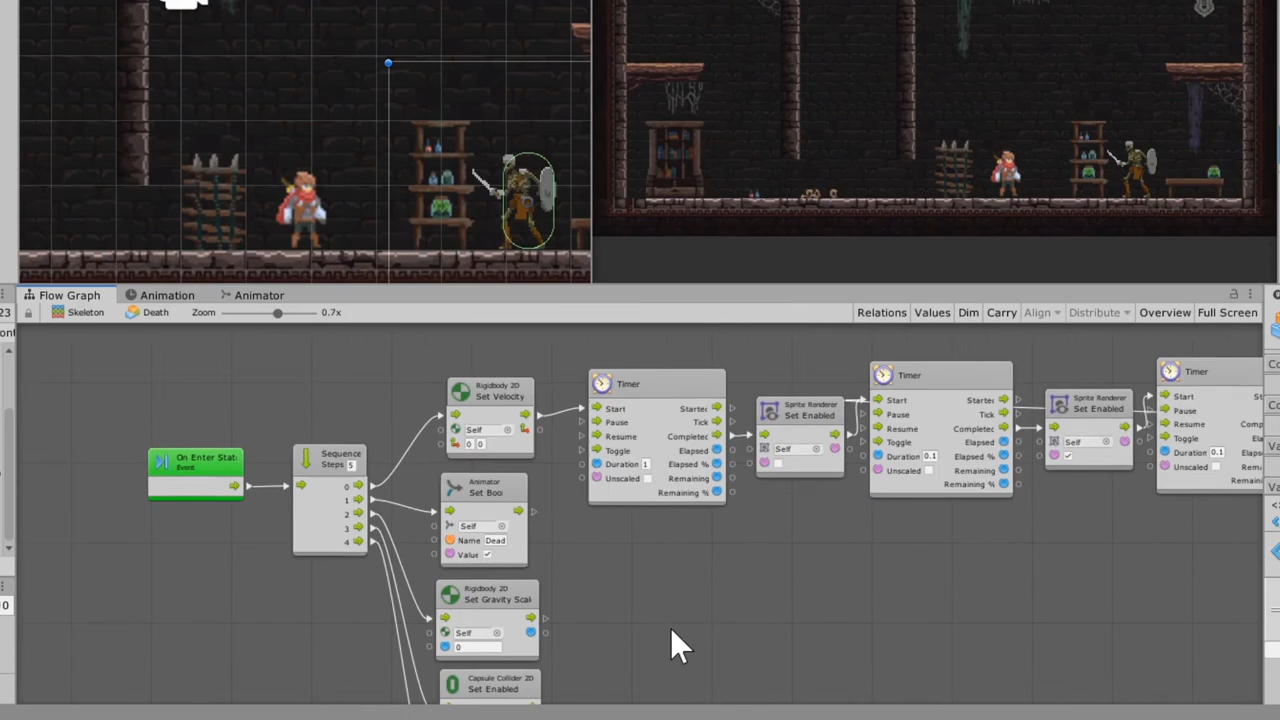 Flow Graph
Animation
Animator
Skeleton
Death
Zoom
0.7x
Relations
Values
Dim
Carry
Align
Distribute
Overview
Full Screen
On Enter Stat
Event
Sequence
Steps 5
0
1
2
3
4
Rigidbody 2D
Set Velocity
Self
0 0
Animator
Set Boo
Self
Name Dead
Value
Rigidbody 2D
Set Gravity Scal
Self
0
Capsule Collider 2D
Set Enabled
Timer
Start
Pause
Resume
Toggle
Duration 1
Unscaled
Started
Tick
Completed
Elapsed
Elapsed %
Remaining
Remaining %
Sprite Renderer
Set Enabled
Self
Timer
Start
Pause
Resume
Toggle
Duration 0.1
Unscaled
Started
Tick
Completed
Elapsed
Elapsed %
Remaining
Remaining %
Sprite Renderer
Set Enabled
Self
Timer
Start
Pause
Resume
Toggle
Duration 0.1
Unscaled